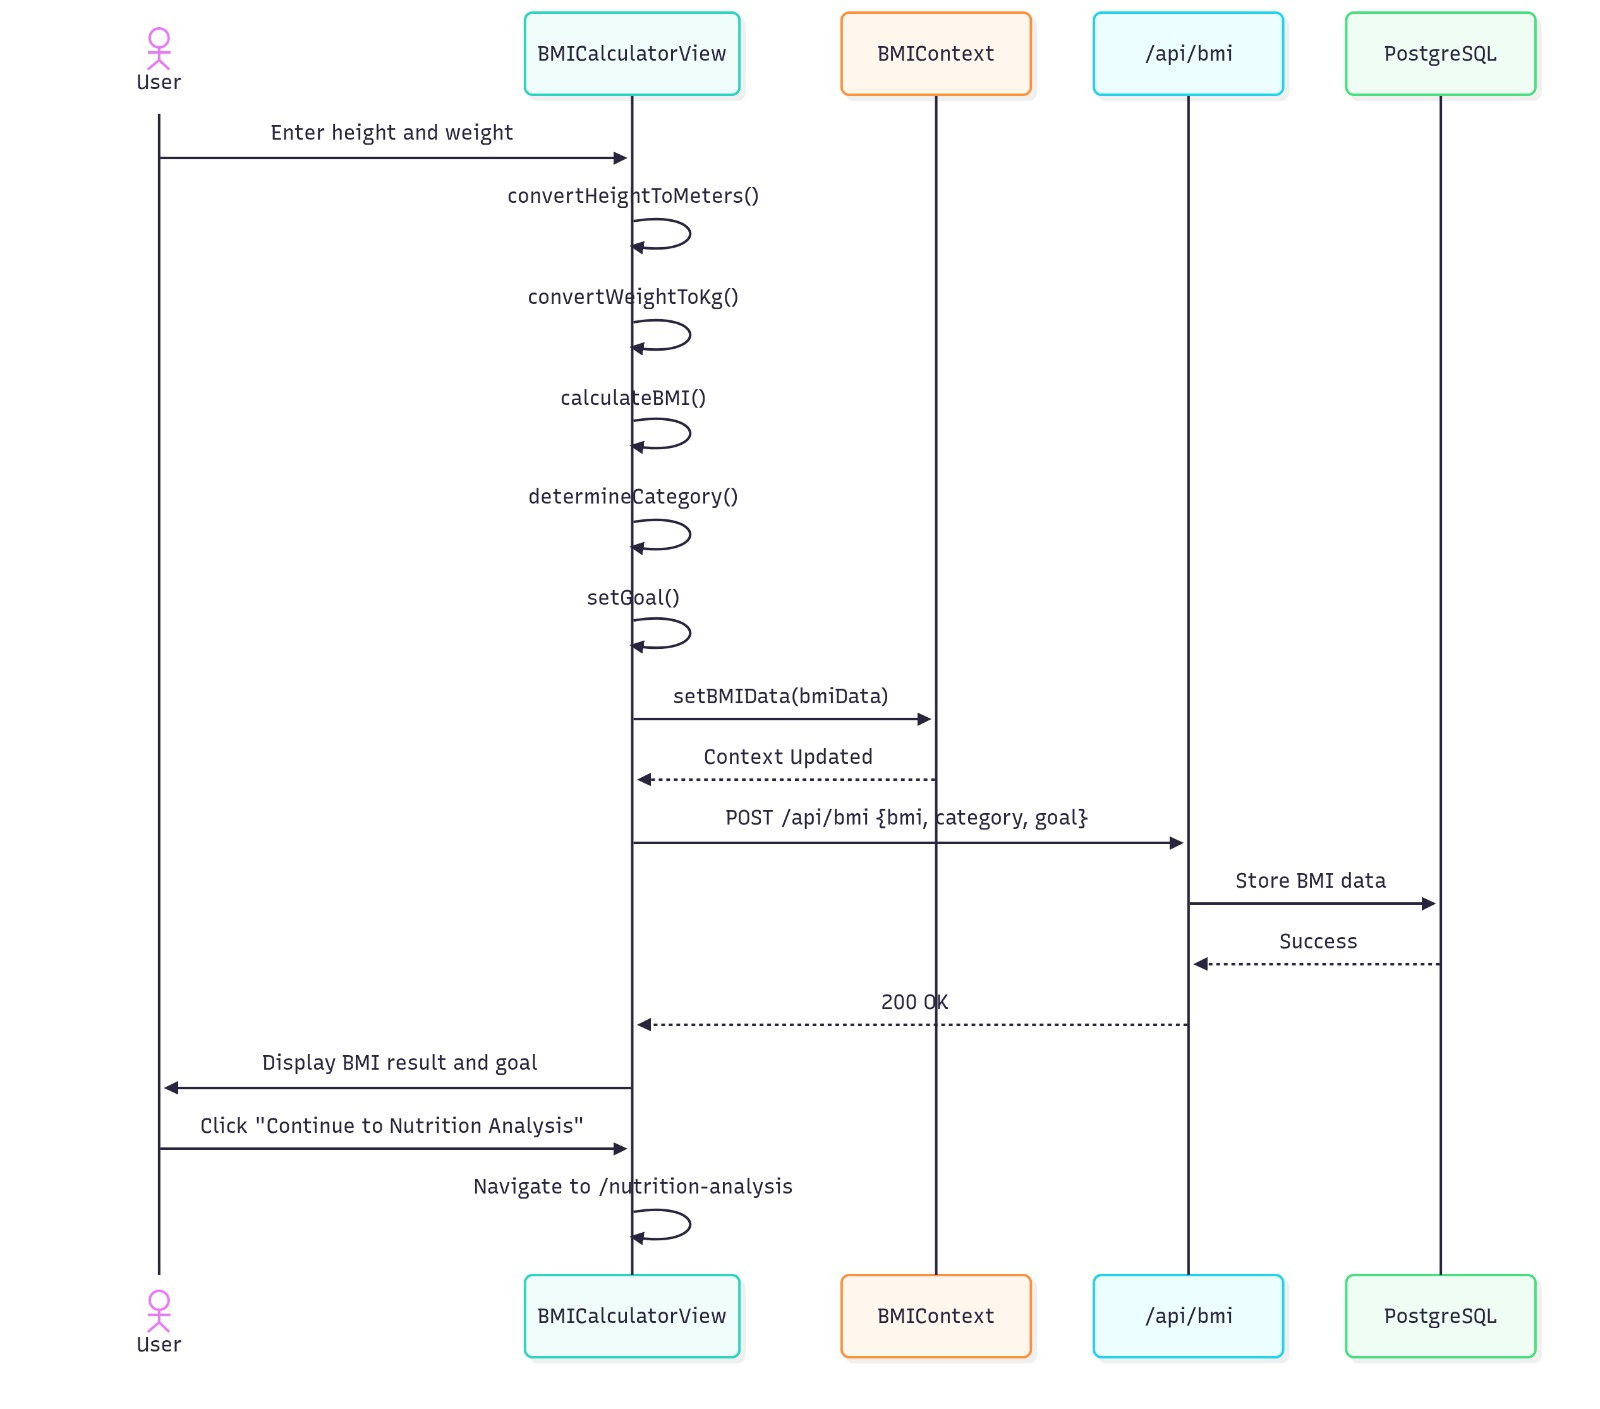 User
BMICalculatorView
BMIContext
/api/bmi
PostgreSQL
Enter height and weight
convertHeightToMeters()
convertWeightToKg()
calculateBMI()
determineCategory()
setGoal()
setBMIData(bmiData)
Context Updated
POST /api/bmi {bmi, category, goal}
Store BMI data
Success
200 OK
Display BMI result and goal
Click "Continue to Nutrition Analysis"
Navigate to /nutrition-analysis
User
BMICalculatorView
BMIContext
/api/bmi
PostgreSQL